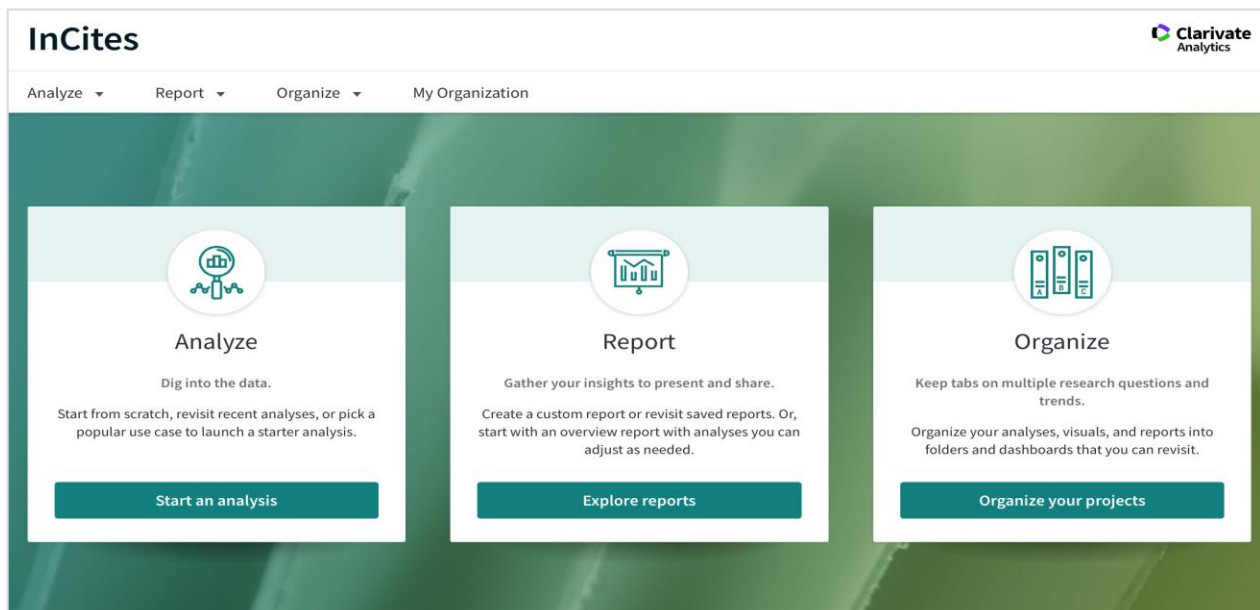 InCites
Clarivate
Analytics
Analyze
Report
Organize
My Organization
Analyze
Dig into the data.
Start from scratch, revisit recent analyses, or pick a
popular use case to launch a starter analysis.
Start an analysis
Report
Gather your insights to present and share.
Create a custom report or revisit saved reports. Or,
start with an overview report with analyses you can
adjust as needed.
Explore reports
A B C
Organize
Keep tabs on multiple research questions and
trends.
Organize your analyses, visuals, and reports into
folders and dashboards that you can revisit.
Organize your projects